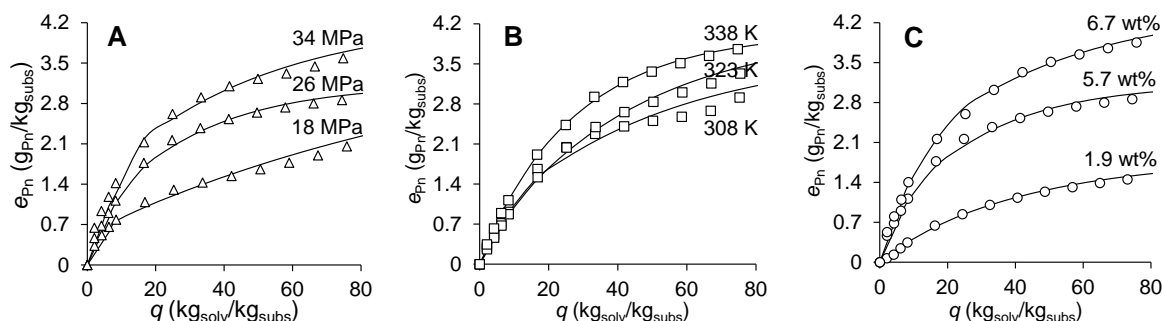 A
4.2
3.5
2.8
2.1
1.4
0.7
0
e_Pn (g_Pn/kg_subs)
34 MPa
26 MPa
18 MPa
0 20 40 60 80
q (kg_solv/kg_subs)
B
4.2
3.5
2.8
2.1
1.4
0.7
0
e_Pn (g_Pn/kg_subs)
338 K
323 K
308 K
0 20 40 60 80
q (kg_solv/kg_subs)
C
4.2
3.5
2.8
2.1
1.4
0.7
0
e_Pn (g_Pn/kg_subs)
6.7 wt%
5.7 wt%
1.9 wt%
0 20 40 60 80
q (kg_solv/kg_subs)